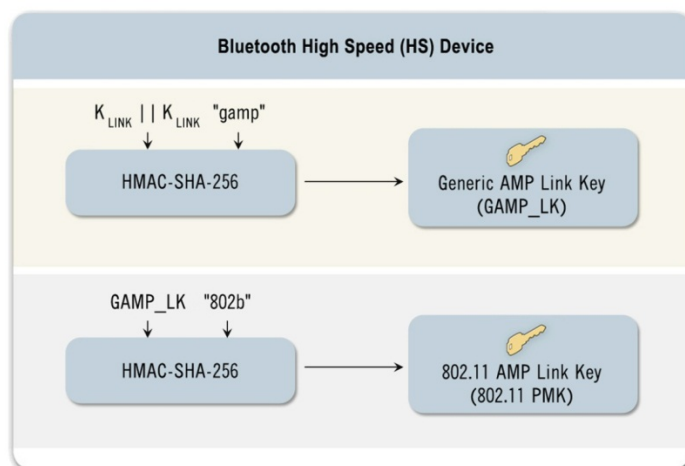 Bluetooth High Speed (HS) Device
K LINK || K LINK "gamp"
HMAC-SHA-256
Generic AMP Link Key
(GAMP_LK)
GAMP_LK "802b"
HMAC-SHA-256
802.11 AMP Link Key
(802.11 PMK)